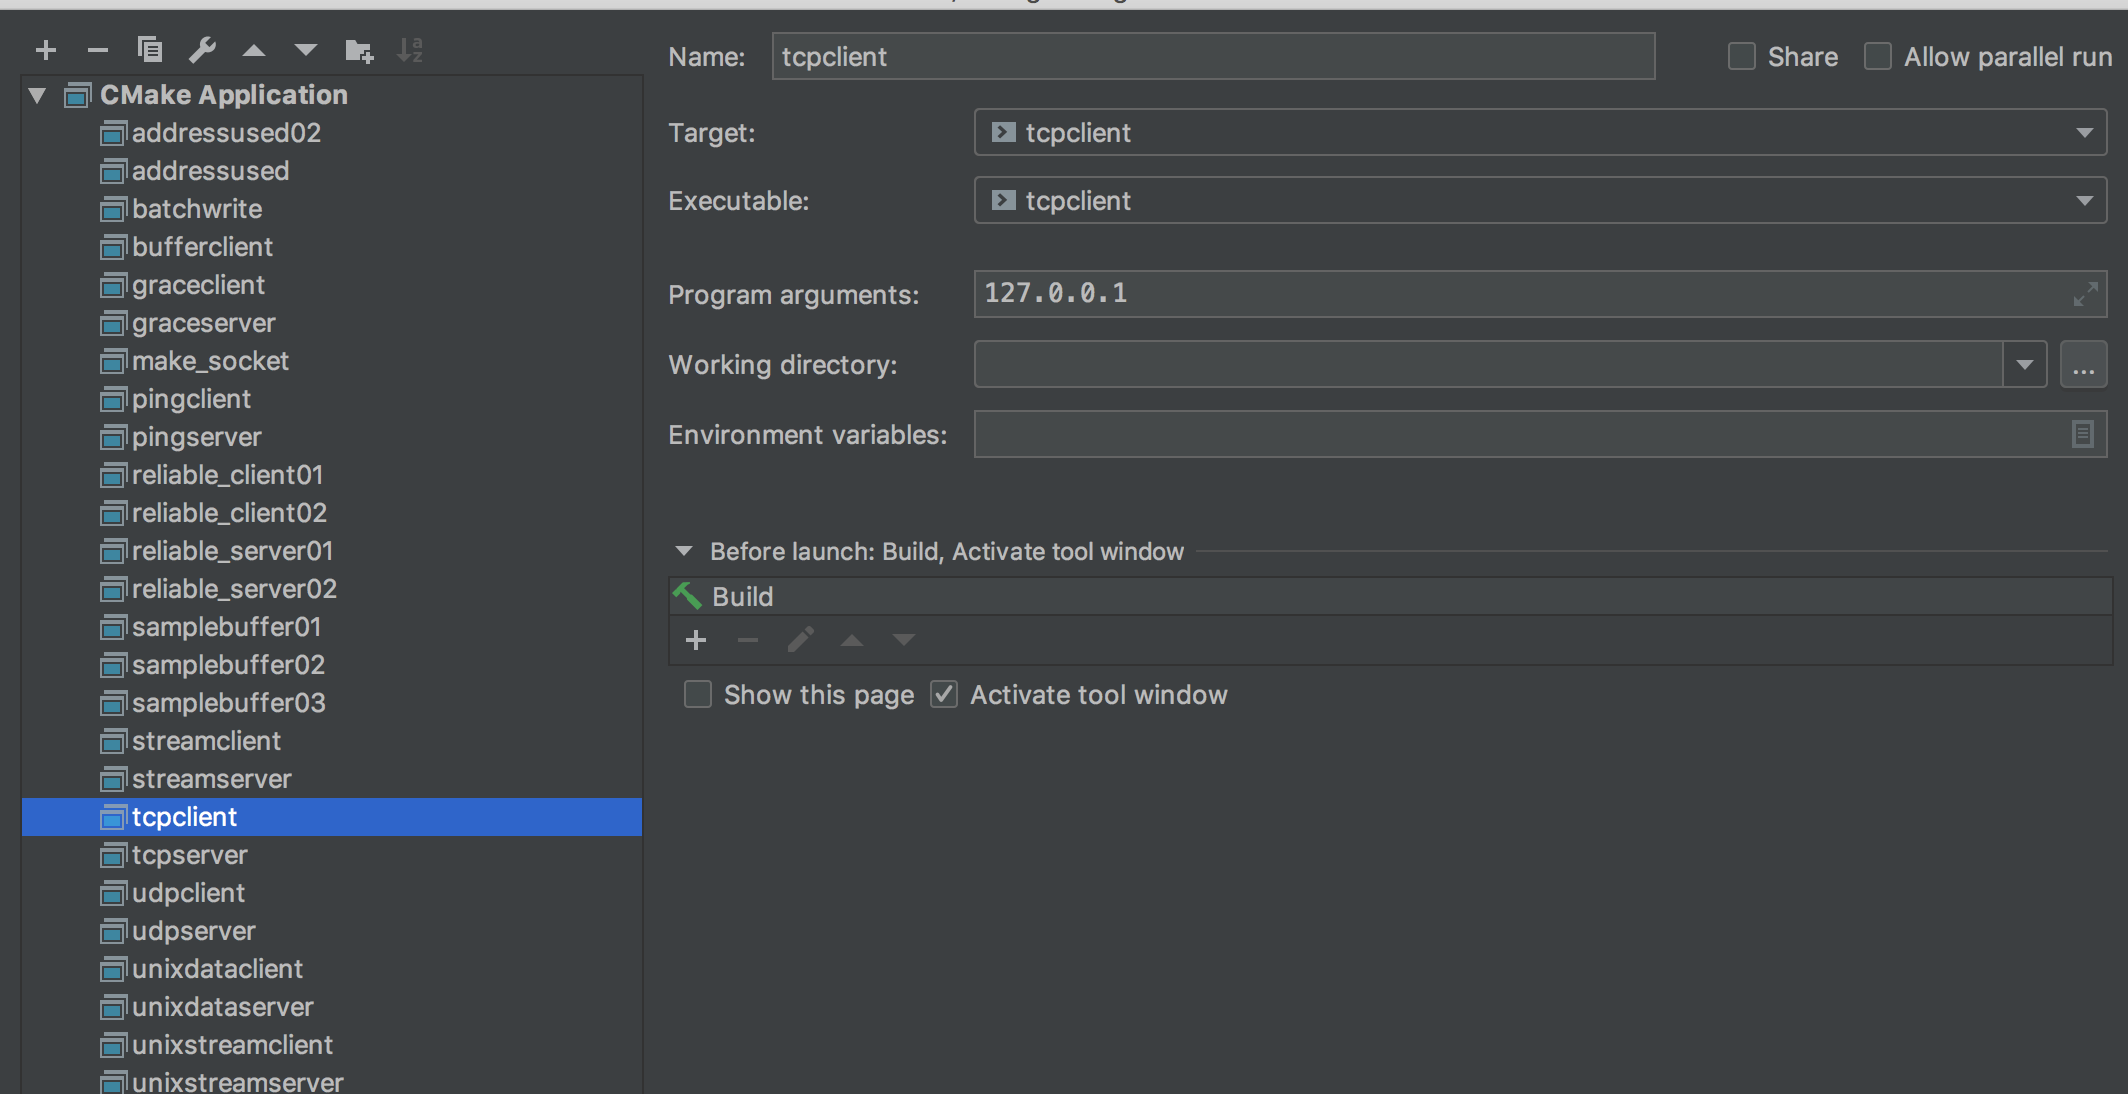 CMake Application
addressused02
addressused
batchwrite
bufferclient
graceclient
graceserver
make_socket
pingclient
pingserver
reliable_client01
reliable_client02
reliable_server01
reliable_server02
samplebuffer01
samplebuffer02
samplebuffer03
streamclient
streamserver
tcpclient
tcpserver
udpclient
udpserver
unixdataclient
unixdataserver
unixstreamclient
unixstreamserver
Name: tcpclient Share Allow parallel run
Target: tcpclient
Executable: tcpclient
Program arguments: 127.0.0.1
Working directory: ...
Environment variables:
Before launch: Build, Activate tool window
Build
Show this page Activate tool window